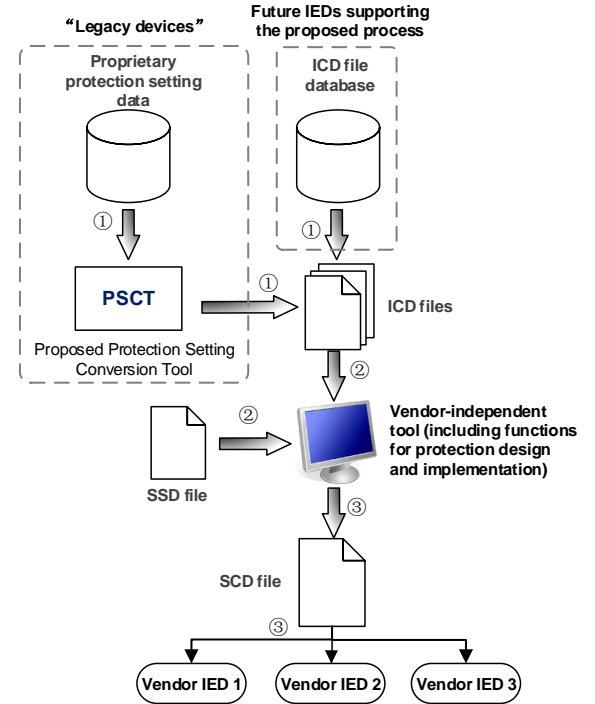 “Legacy devices”
Future IEDs supporting
the proposed process
Proprietary
protection setting
data
ICD file
database
①
①
PSCT
①
ICD files
Proposed Protection Setting
Conversion Tool
②
②
Vendor-independent
tool (including functions
for protection design
and implementation)
SSD file
③
SCD file
③
Vendor IED 1
Vendor IED 2
Vendor IED 3